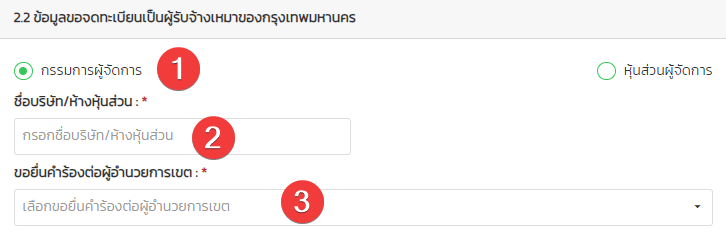 2.2 ข้อมูลขอจดทะเบียนเป็นผู้รับจ้างเหมาของกรุงเทพมหานคร
กรรมการผู้จัดการ 1 หุ้นส่วนผู้จัดการ
ชื่อบริษัท/ห้างหุ้นส่วน : *
กรอกชื่อบริษัท/ห้างหุ้นส่วน 2
ขอยื่นคำร้องต่อผู้อำนวยการเขต : *
เลือกขอยื่นคำร้องต่อผู้อำนวยการเขต 3